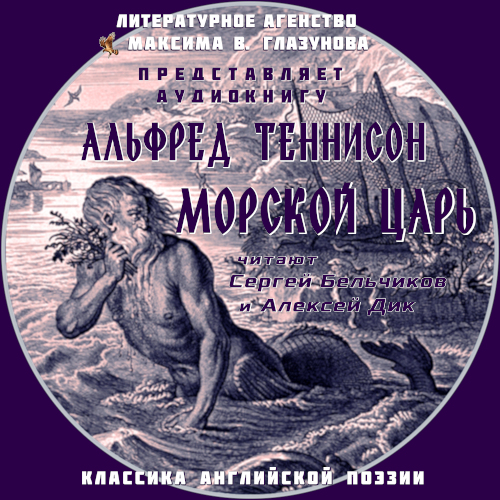 ЛИТЕРАТУРНОЕ АГЕНСТВО
МАКСИМА В. ГЛАЗУНОВА
ПРЕДСТАВЛЯЕТ
АУДИОКНИГУ
АЛЬФРЕД ТЕННИСОН
МОРСКОЙ ЦАРЬ
читают
Сергей Бельчиков
и Алексей Дик
КЛАССИКА АНГЛИЙСКОЙ ПОЭЗИИ